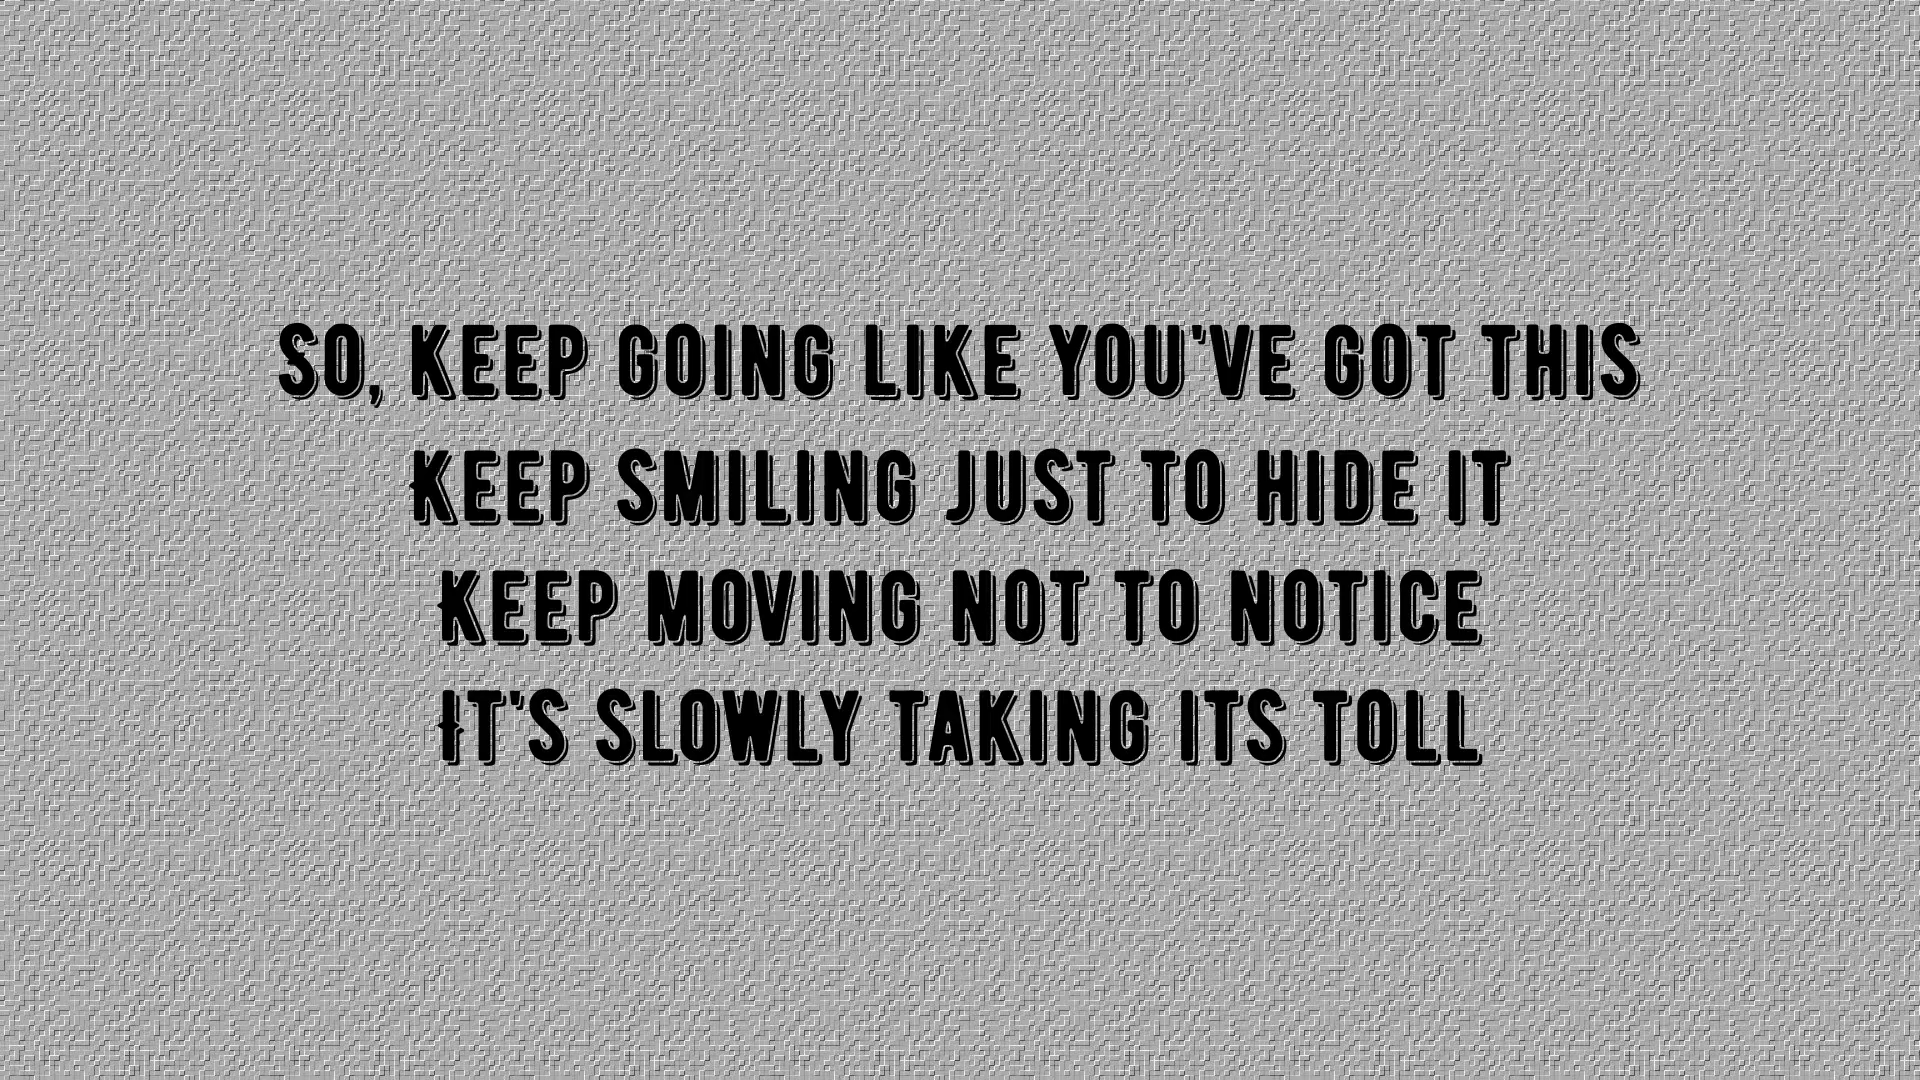 SO, KEEP GOING LIKE YOU'VE GOT THIS
KEEP SMILING JUST TO HIDE IT
KEEP MOVING NOT TO NOTICE
IT'S SLOWLY TAKING ITS TOLL